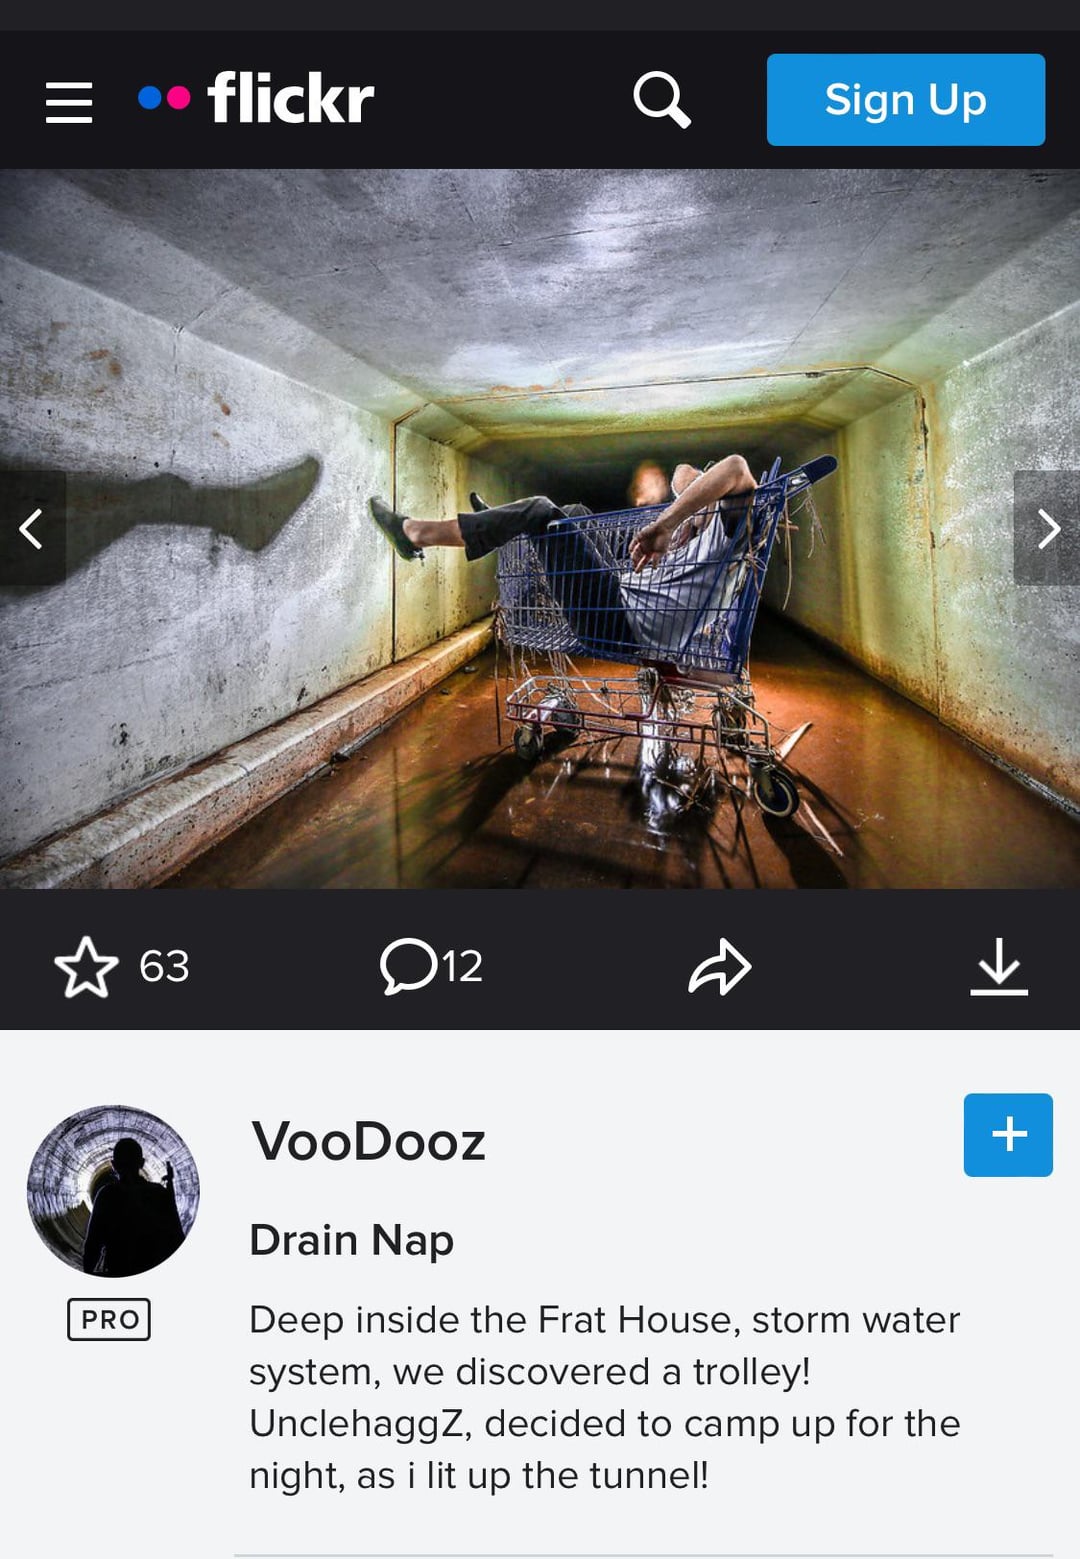 flickr
Sign Up
63
12
VooDooz
Drain Nap
PRO
Deep inside the Frat House, storm water
system, we discovered a trolley!
UnclehaggZ, decided to camp up for the
night, as i lit up the tunnel!